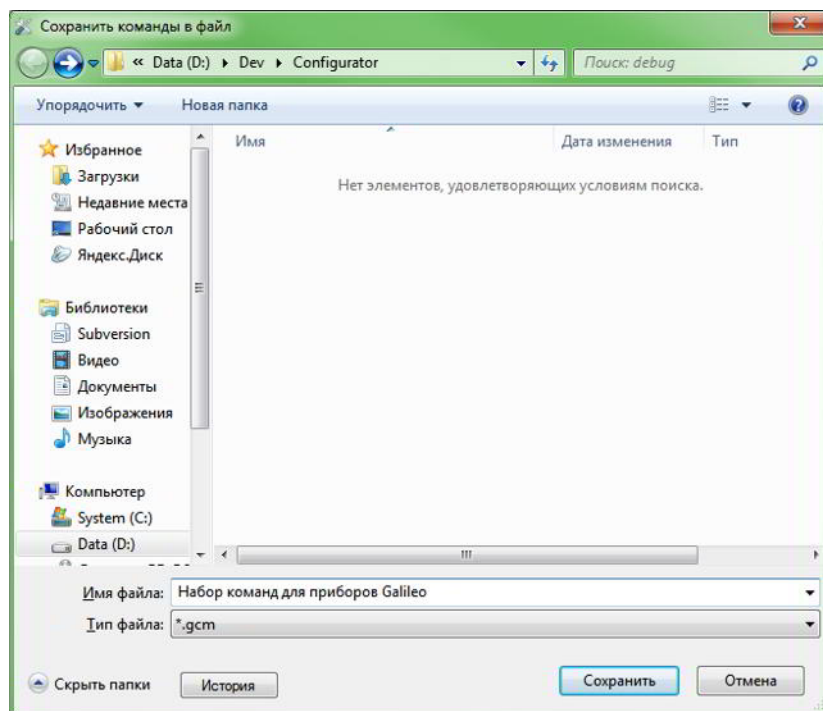 Сохранить команды в файл
« Data (D:) Dev Configurator
Поиск: debug
Упорядочить Новая папка
Имя Дата изменения Тип
Нет элементов, удовлетворяющих условиям поиска.
Избранное
Загрузки
Недавние места
Рабочий стол
Яндекс.Диск
Библиотеки
Subversion
Видео
Документы
Изображения
Музыка
Компьютер
System (C:)
Data (D:)
Имя файла: Набор команд для приборов Galileo
Тип файла: *.gcm
Скрыть папки История Сохранить Отмена